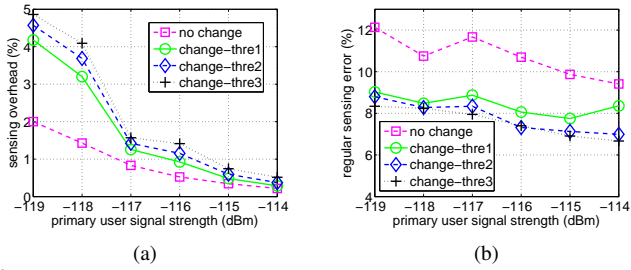 5
4
3
2
1
0
sensing overhead (%)
no change
change−thre1
change−thre2
change−thre3
−119 −118 −117 −116 −115 −114
primary user signal strength (dBm)
(a)
12
10
8
6
4
regular sensing error (%)
no change
change−thre1
change−thre2
change−thre3
−119 −118 −117 −116 −115 −114
primary user signal strength (dBm)
(b)